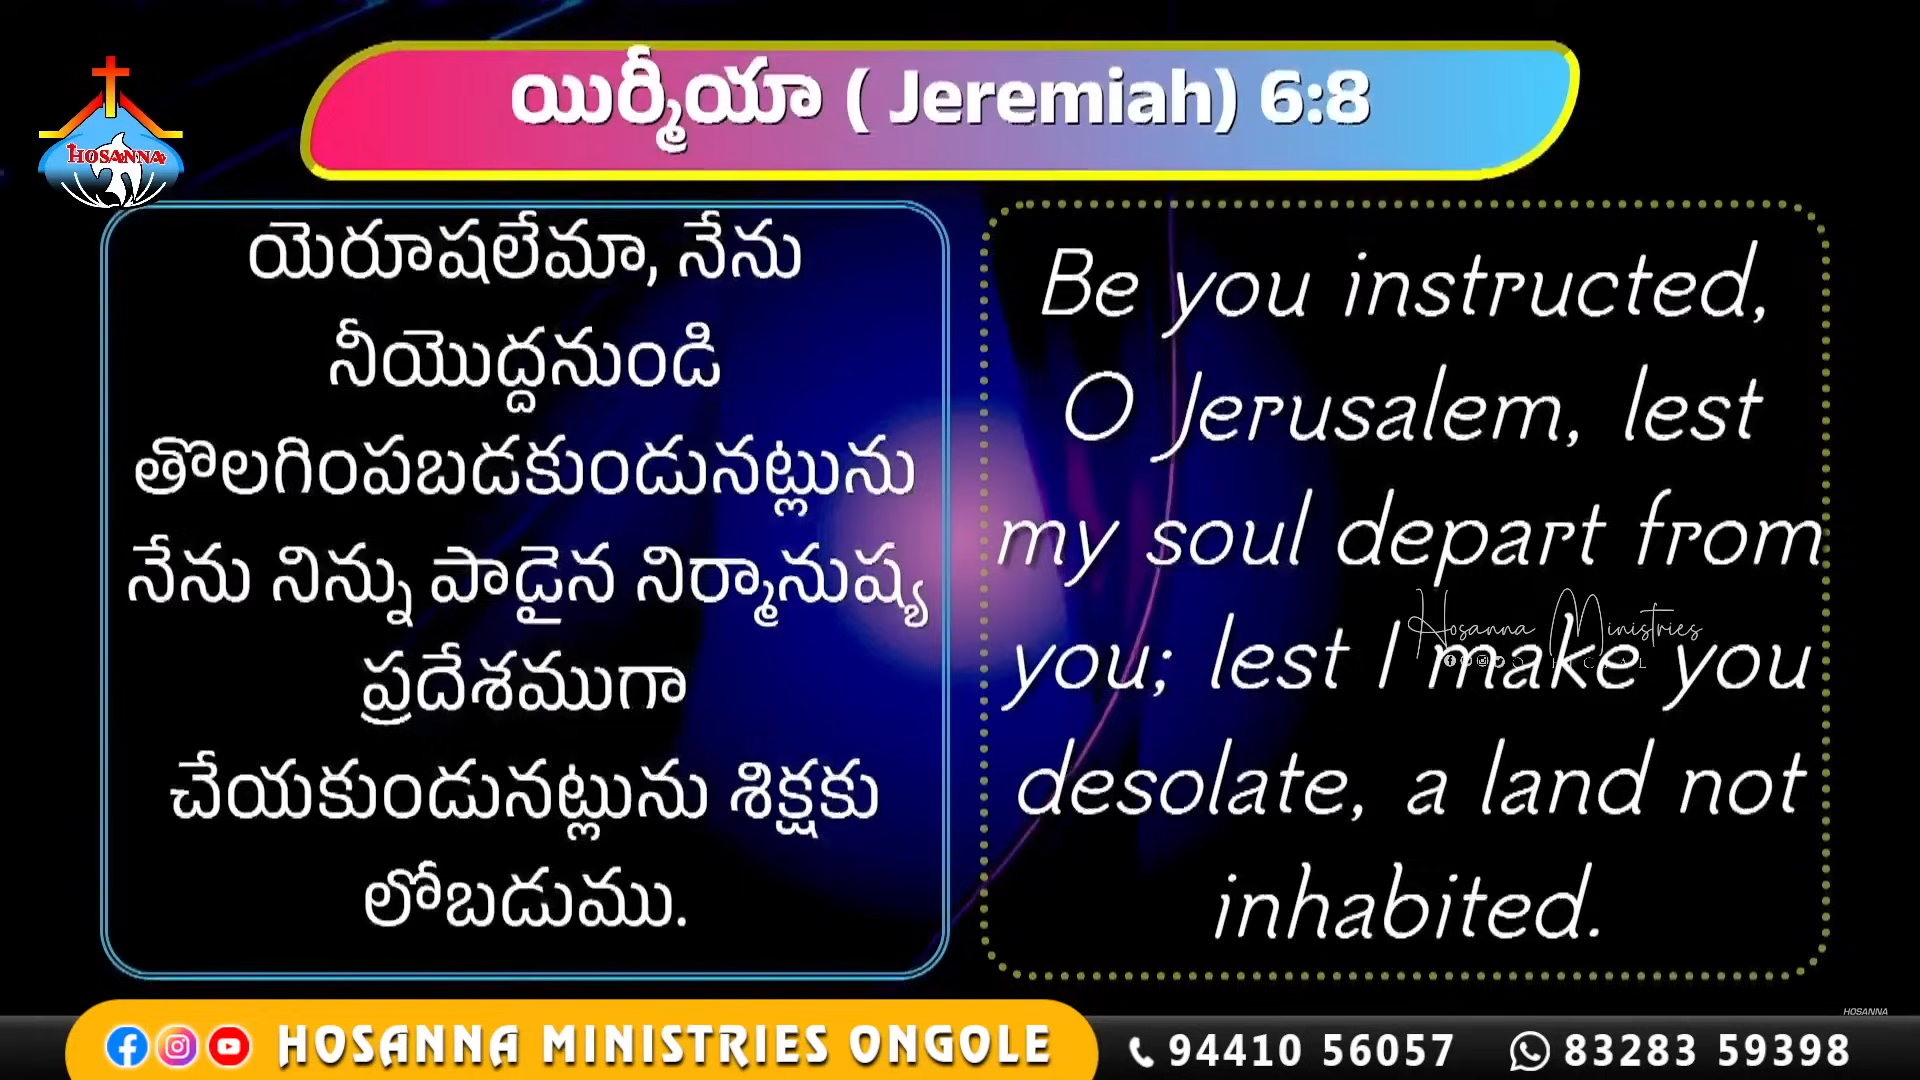 యిర్మీయా ( Jeremiah) 6:8
HOSANNA
యెరూషలేమా, నేను
నీయొద్దనుండి
తొలగింపబడకుండునట్లును
నేను నిన్ను పాడైన నిర్మానుష్య
ప్రదేశముగా
చేయకుండునట్లును శిక్షకు
లోబడుము.
Be you instructed,
O Jerusalem, lest
my soul depart from
you; lest I make you
desolate, a land not
inhabited.
Hosanna Ministries
HOSANNA
HOSANNA MINISTRIES ONGOLE
94410 56057
83283 59398